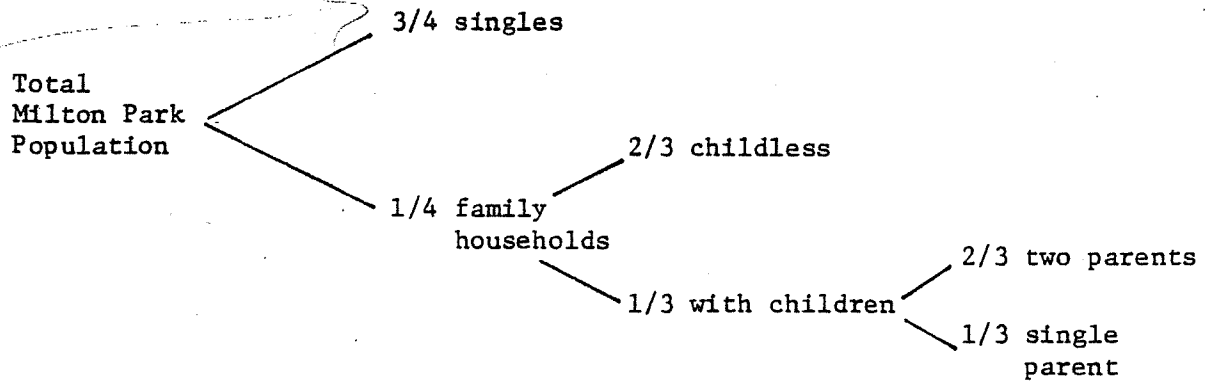 3/4 singles
Total
Milton Park
Population
2/3 childless
1/4 family
households
2/3 two parents
1/3 with children
1/3 single
parent